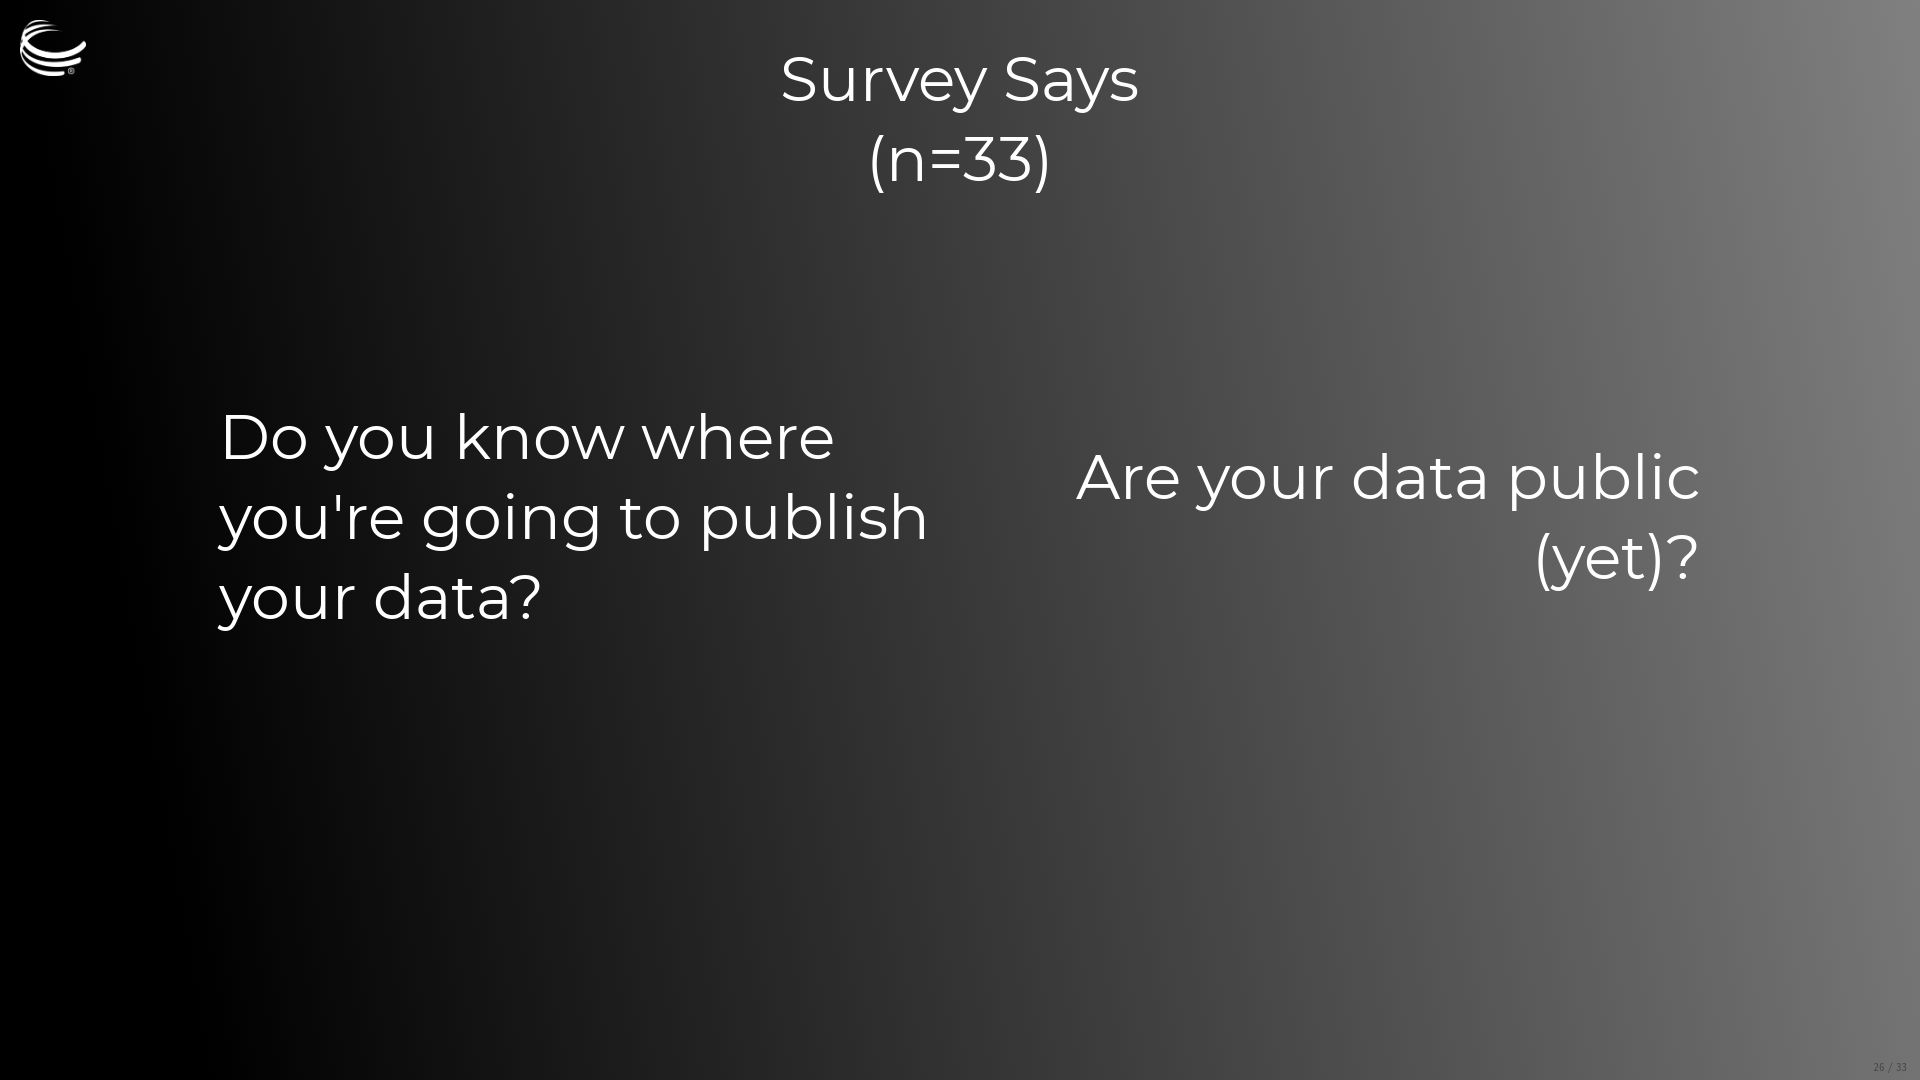 Survey Says
(n=33)
Do you know where
you're going to publish
your data?
Are your data public
(yet)?
26 / 33